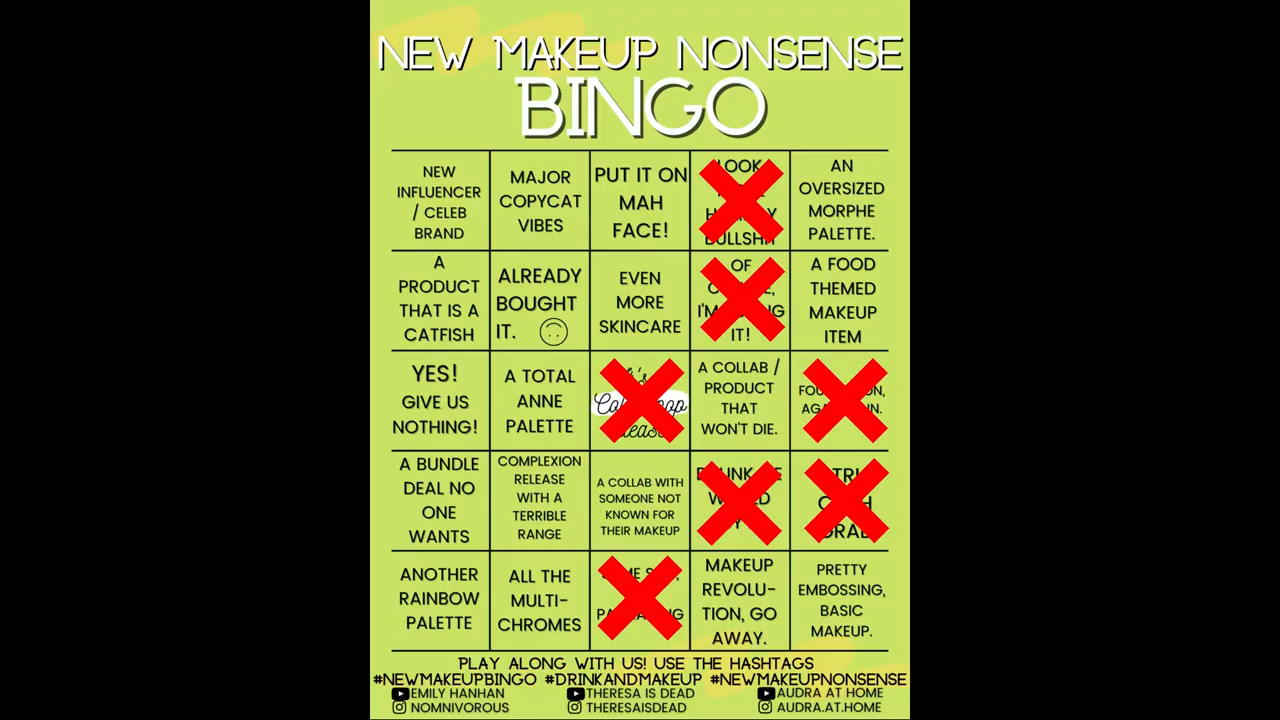 NEW MAKEUP NONSENSE
BINGO
NEW
INFLUENCER
/ CELEB
BRAND
MAJOR
COPYCAT
VIBES
PUT IT ON
MAH
FACE!
LOOK
BULLSHIT
AN
OVERSIZED
MORPHE
PALETTE.
A
PRODUCT
THAT IS A
CATFISH
ALREADY
BOUGHT
IT.
EVEN
MORE
SKINCARE
OF
IT!
A FOOD
THEMED
MAKEUP
ITEM
YES!
GIVE US
NOTHING!
A TOTAL
ANNE
PALETTE
A COLLAB /
PRODUCT
THAT
WON'T DIE.
A BUNDLE
DEAL NO
ONE
WANTS
COMPLEXION
RELEASE
WITH A
TERRIBLE
RANGE
A COLLAB WITH
SOMEONE NOT
KNOWN FOR
THEIR MAKEUP
ANOTHER
RAINBOW
PALETTE
ALL THE
MULTI-
CHROMES
MAKEUP
REVOLU-
TION, GO
AWAY.
PRETTY
EMBOSSING,
BASIC
MAKEUP.
PLAY ALONG WITH US! USE THE HASHTAGS
#NEWMAKEUPBINGO #DRINKANDMAKEUP #NEWMAKEUPNONSENSE
EMILY HANHAN THERESA IS DEAD AUDRA AT HOME
NOMNIVOROUS THERESAISDEAD AUDRA.AT.HOME